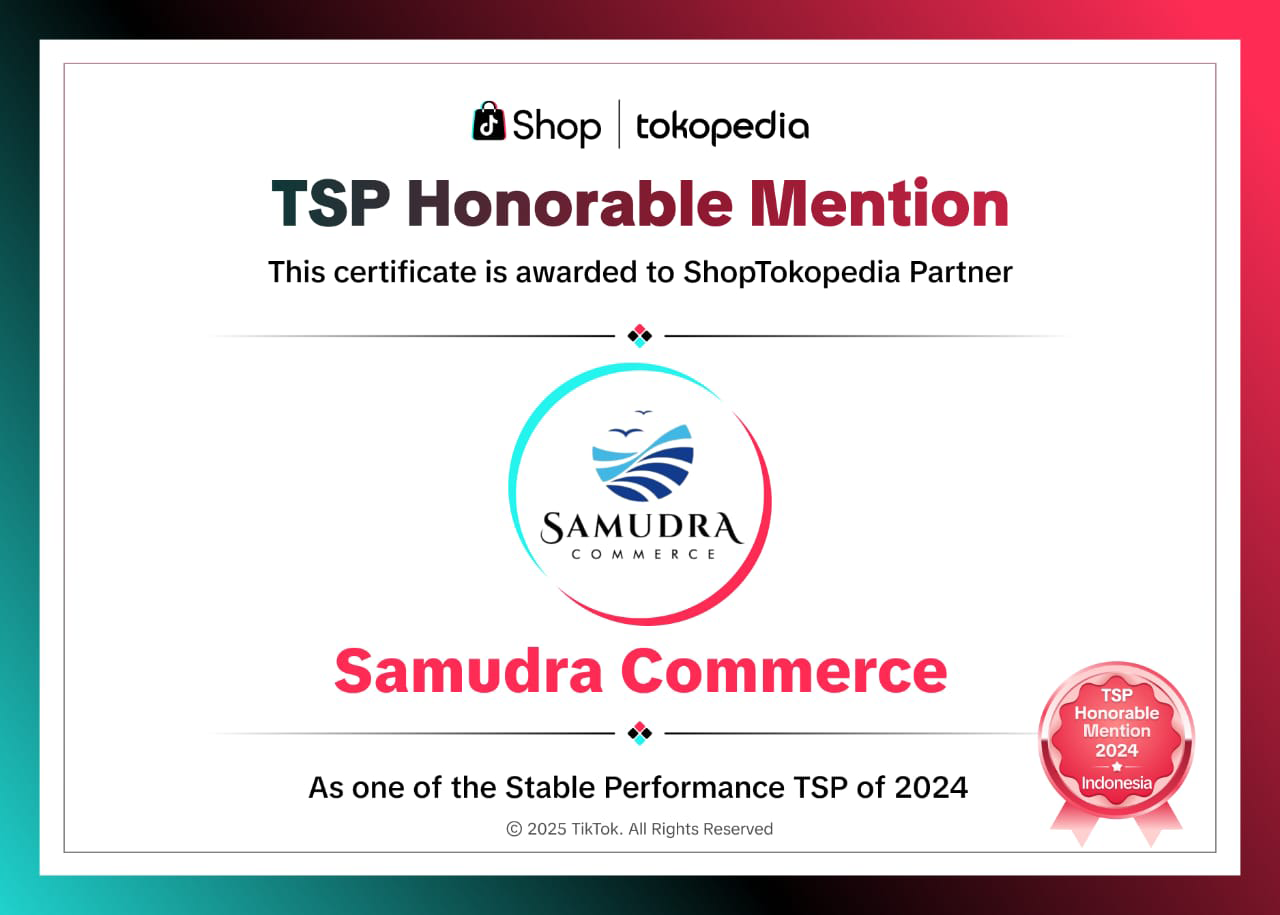 Shop | tokopedia
TSP Honorable Mention
This certificate is awarded to ShopTokopedia Partner
SAMUDRA
COMMERCE
Samudra Commerce
TSP
Honorable
Mention
2024
Indonesia
As one of the Stable Performance TSP of 2024
© 2025 TikTok. All Rights Reserved